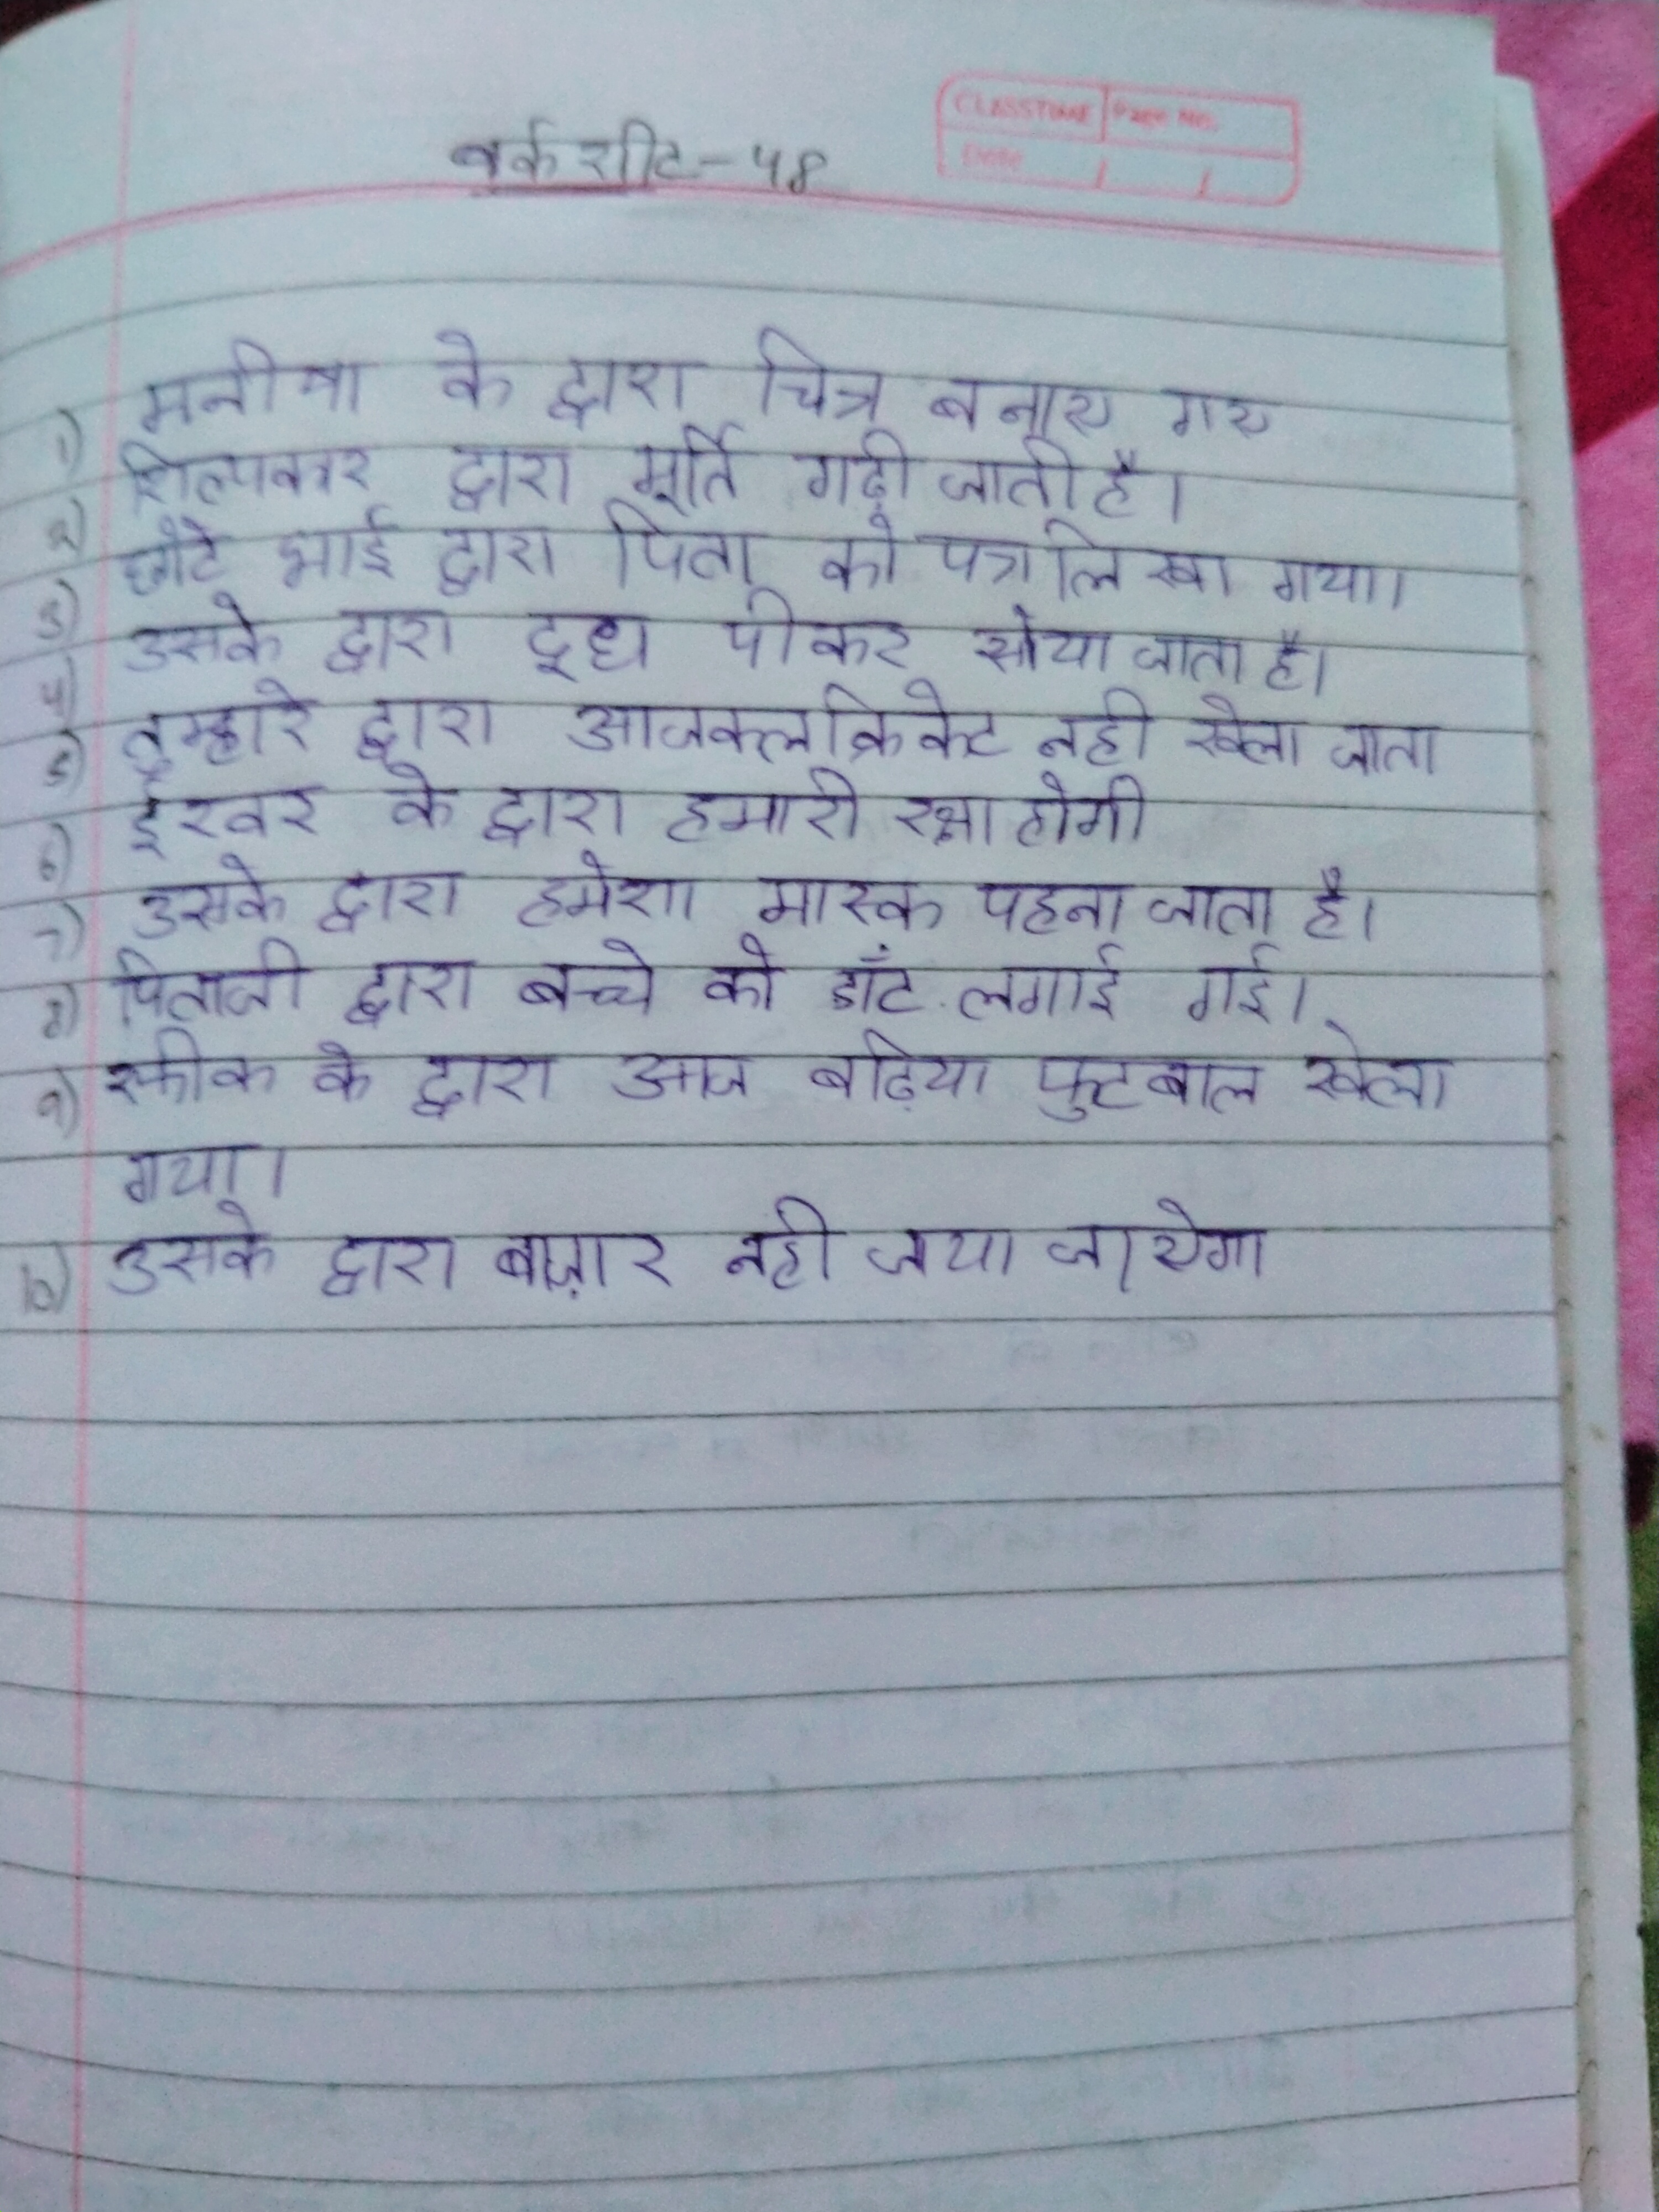 वर्क शीट - 48
CLASSTIME Page No.
Date / /
1) मनीषा के द्वारा चित्र बनाए गए
2) शिल्पकार द्वारा मूर्ति गढ़ी जाती है।
3) छोटे भाई द्वारा पिता को पत्र लिखा गया।
4) उसके द्वारा दूध पीकर सोया जाता है।
5) तुम्हारे द्वारा आजकल क्रिकेट नही खेला जाता
6) ईश्वर के द्वारा हमारी रक्षा होगी
7) उसके द्वारा हमेशा मास्क पहना जाता है।
8) पिताजी द्वारा बच्चे को डाँट लगाई गई।
9) रफीक के द्वारा आज बढ़िया फुटबाल खेला
गया।
10) उसके द्वारा बाज़ार नही जया जायेगा